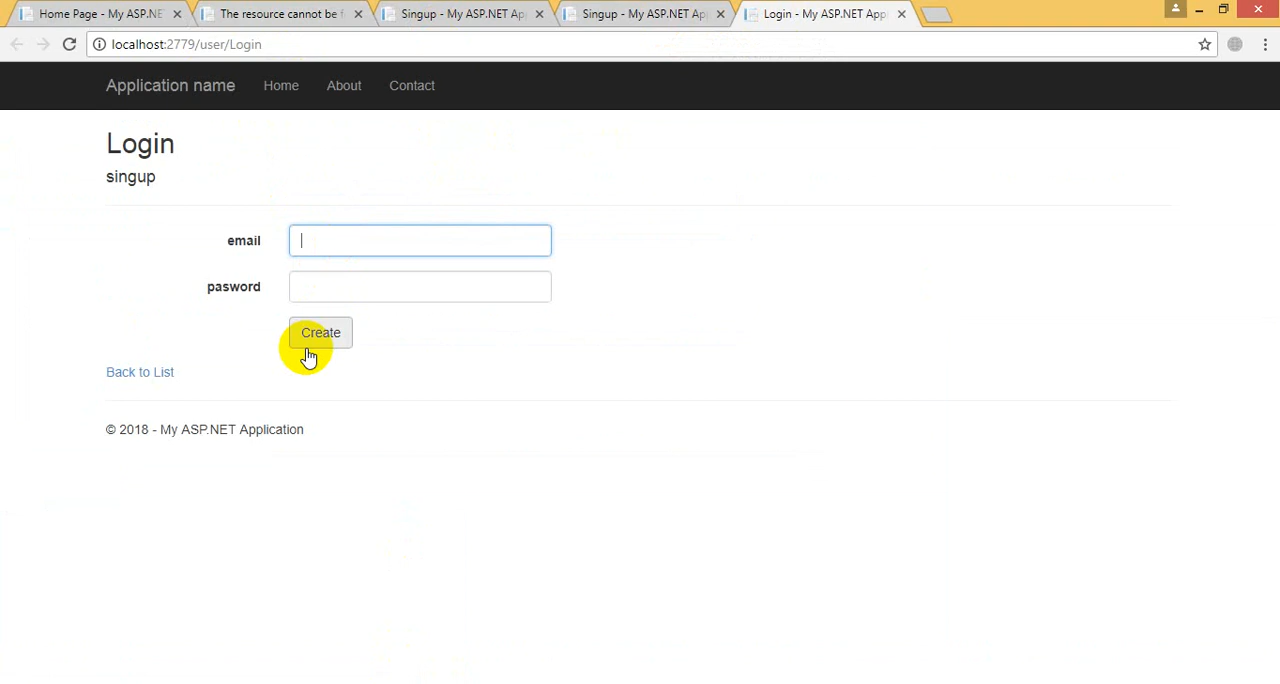 Home Page - My ASP.NE
The resource cannot be f
Singup - My ASP.NET Ap
Singup - My ASP.NET App
Login - My ASP.NET App
localhost:2779/user/Login
Application name Home About Contact
Login
singup
email
pasword
Create
Back to List
© 2018 - My ASP.NET Application